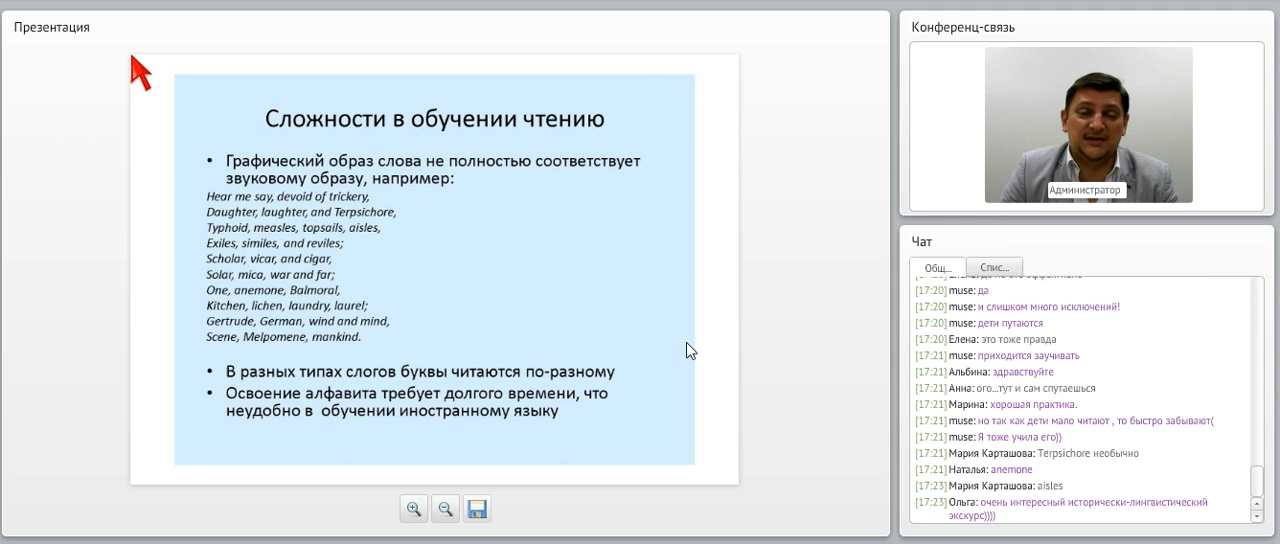 Презентация
Сложности в обучении чтению
• Графический образ слова не полностью соответствует
звуковому образу, например:
Hear me say, devoid of trickery,
Daughter, laughter, and Terpsichore,
Typhoid, measles, topsails, aisles,
Exiles, similes, and reviles;
Scholar, vicar, and cigar,
Solar, mica, war and far;
One, anemone, Balmoral,
Kitchen, lichen, laundry, laurel;
Gertrude, German, wind and mind,
Scene, Melpomene, mankind.
• В разных типах слогов буквы читаются по-разному
• Освоение алфавита требует долгого времени, что
неудобно в обучении иностранному языку
Конференц-связь
Администратор
Чат
Общ...
Спис...
[17:20] muse: да
[17:20] muse: и слишком много исключений!
[17:20] muse: дети путаются
[17:20] Елена: это тоже правда
[17:21] muse: приходится заучивать
[17:21] Альбина: здравствуйте
[17:21] Анна: ого...тут и сам спутаешься
[17:21] Марина: хорошая практика.
[17:21] muse: но так как дети мало читают , то быстро забывают(
[17:21] muse: Я тоже учила его))
[17:21] Мария Карташова: Terpsichore необычно
[17:21] Наталья: anemone
[17:23] Мария Карташова: aisles
[17:23] Ольга: очень интересный исторически-лингвистический
экскурс))))